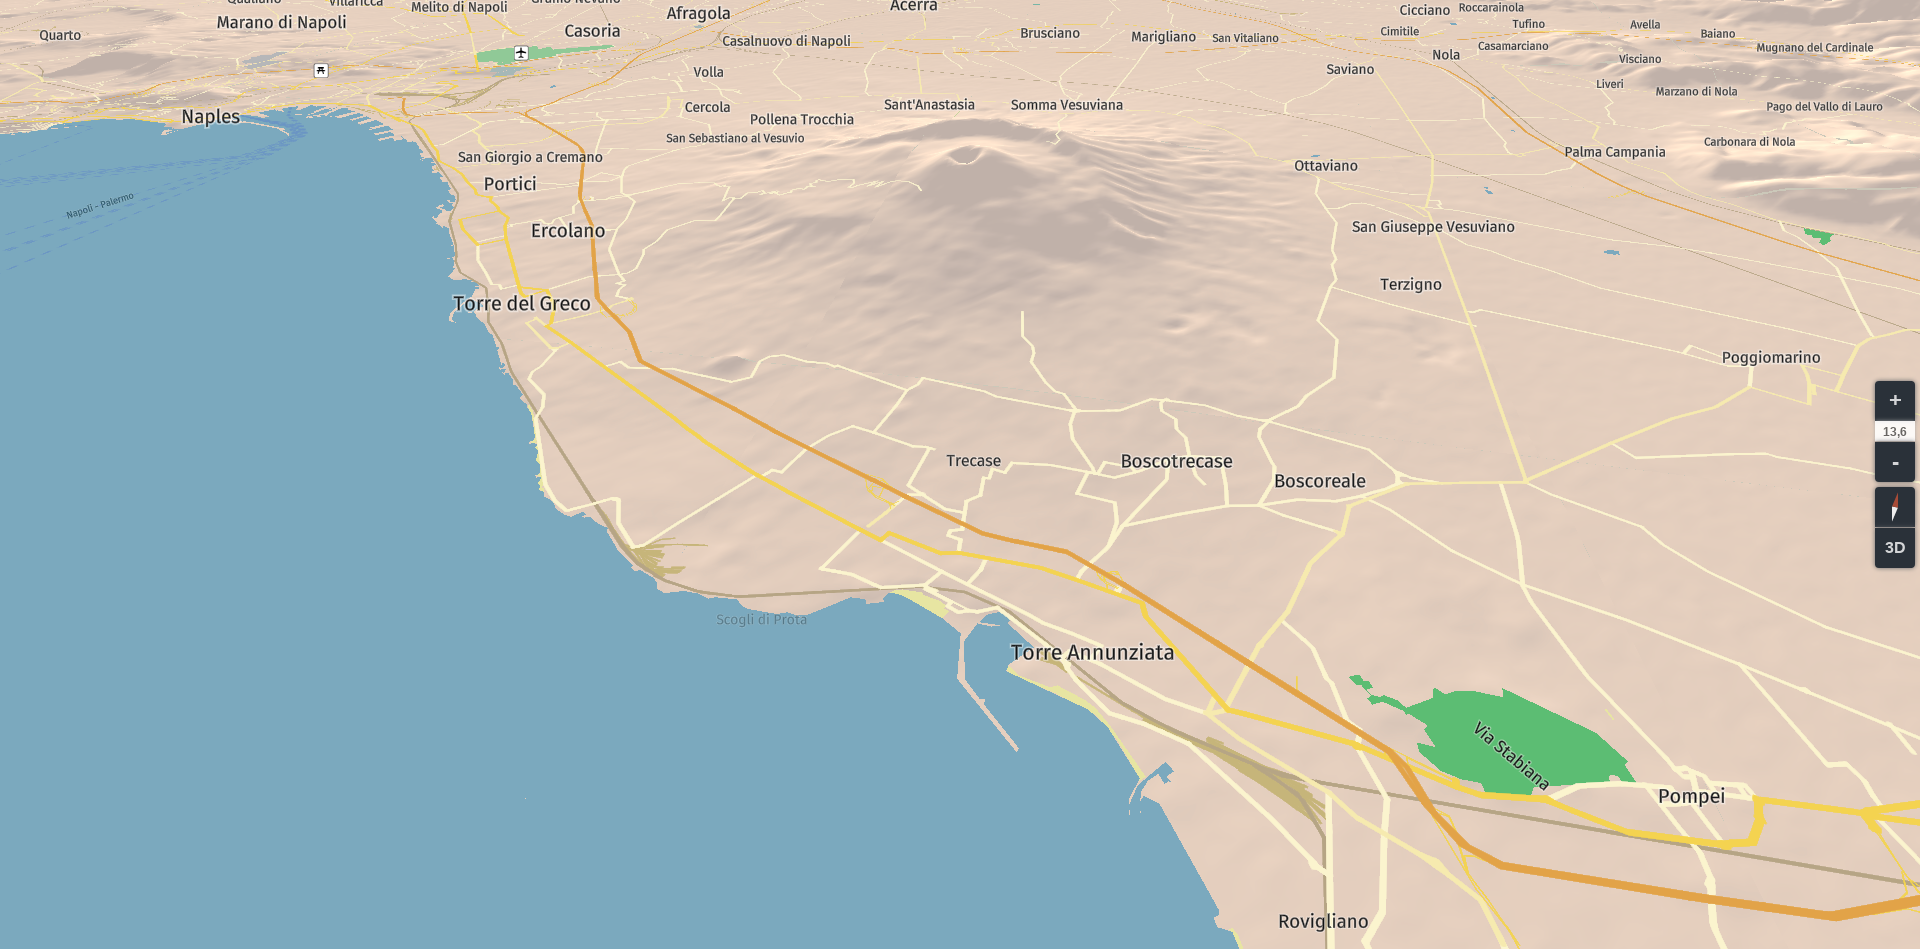 Qualiano
Villaricca
Melito di Napoli
Grumo Nevano
Afragola
Acerra
Cicciano
Roccarainola
Marano di Napoli
Tufino
Avella
Quarto
Casoria
Casalnuovo di Napoli
Brusciano
Marigliano
San Vitaliano
Cimitile
Casamarciano
Baiano
Mugnano del Cardinale
Nola
Visciano
Volla
Saviano
Liveri
Marzano di Nola
Cercola
Sant'Anastasia
Somma Vesuviana
Pago del Vallo di Lauro
Naples
Pollena Trocchia
San Sebastiano al Vesuvio
Carbonara di Nola
San Giorgio a Cremano
Palma Campania
Ottaviano
Portici
Napoli - Palermo
Ercolano
San Giuseppe Vesuviano
Terzigno
Torre del Greco
Poggiomarino
+
13,6
-
Trecase
Boscotrecase
Boscoreale
3D
Scogli di Prota
Torre Annunziata
Via Stabiana
Pompei
Rovigliano